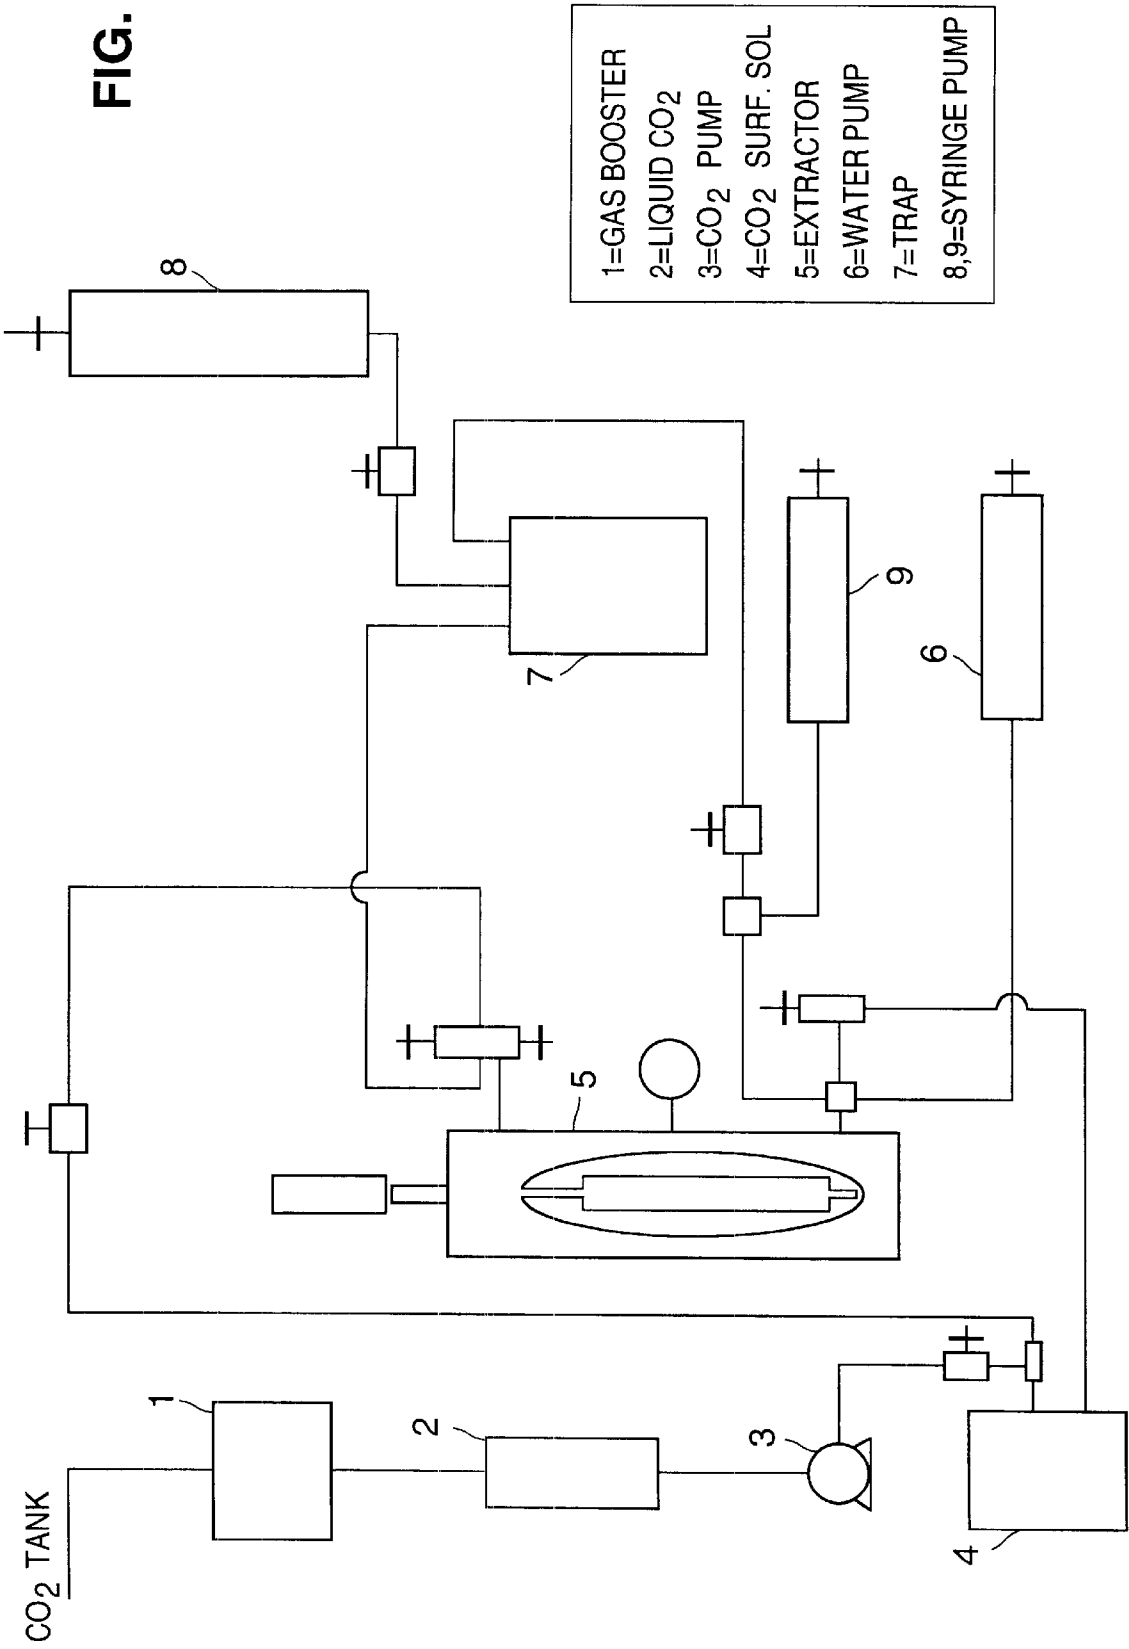 FIG.
CO2 TANK
1
2
3
4
5
6
7
8
9
1=GAS BOOSTER
2=LIQUID CO2
3=CO2 PUMP
4=CO2 SURF. SOL
5=EXTRACTOR
6=WATER PUMP
7=TRAP
8,9=SYRINGE PUMP